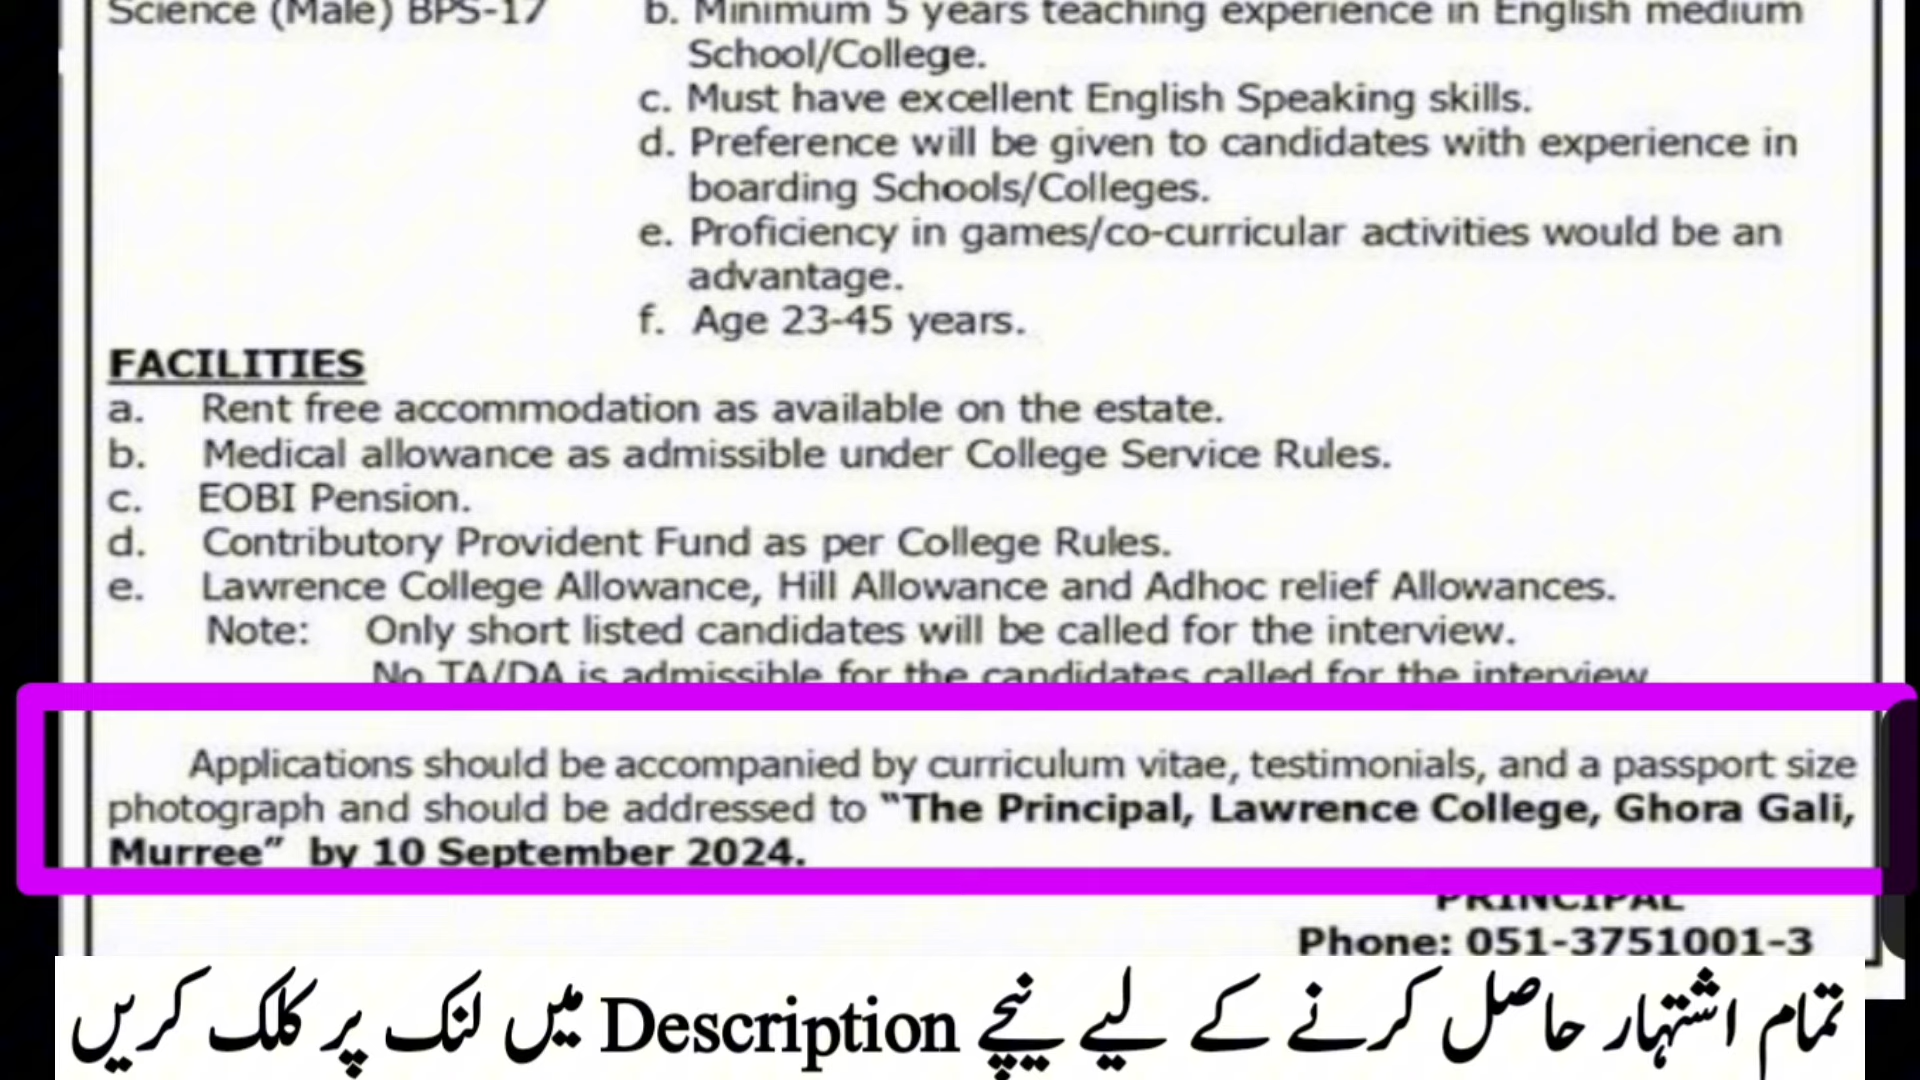 Science (Male) BPS-17
b. Minimum 5 years teaching experience in English medium
School/College.
c. Must have excellent English Speaking skills.
d. Preference will be given to candidates with experience in
boarding Schools/Colleges.
e. Proficiency in games/co-curricular activities would be an
advantage.
f. Age 23-45 years.
FACILITIES
a. Rent free accommodation as available on the estate.
b. Medical allowance as admissible under College Service Rules.
c. EOBI Pension.
d. Contributory Provident Fund as per College Rules.
e. Lawrence College Allowance, Hill Allowance and Adhoc relief Allowances.
Note: Only short listed candidates will be called for the interview.
No TA/DA is admissible for the candidates called for the interview
Applications should be accompanied by curriculum vitae, testimonials, and a passport size
photograph and should be addressed to "The Principal, Lawrence College, Ghora Gali,
Murree" by 10 September 2024.
PRINCIPAL
Phone: 051-3751001-3
تمام اشتہار حاصل کرنے کے لیے نیچے Description میں لنک پر کلک کریں